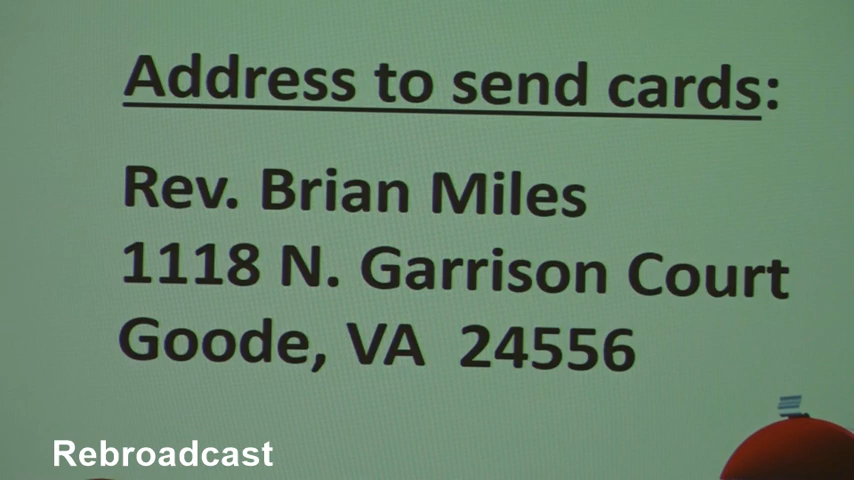 Address to send cards:
Rev. Brian Miles
1118 N. Garrison Court
Goode, VA 24556
Rebroadcast